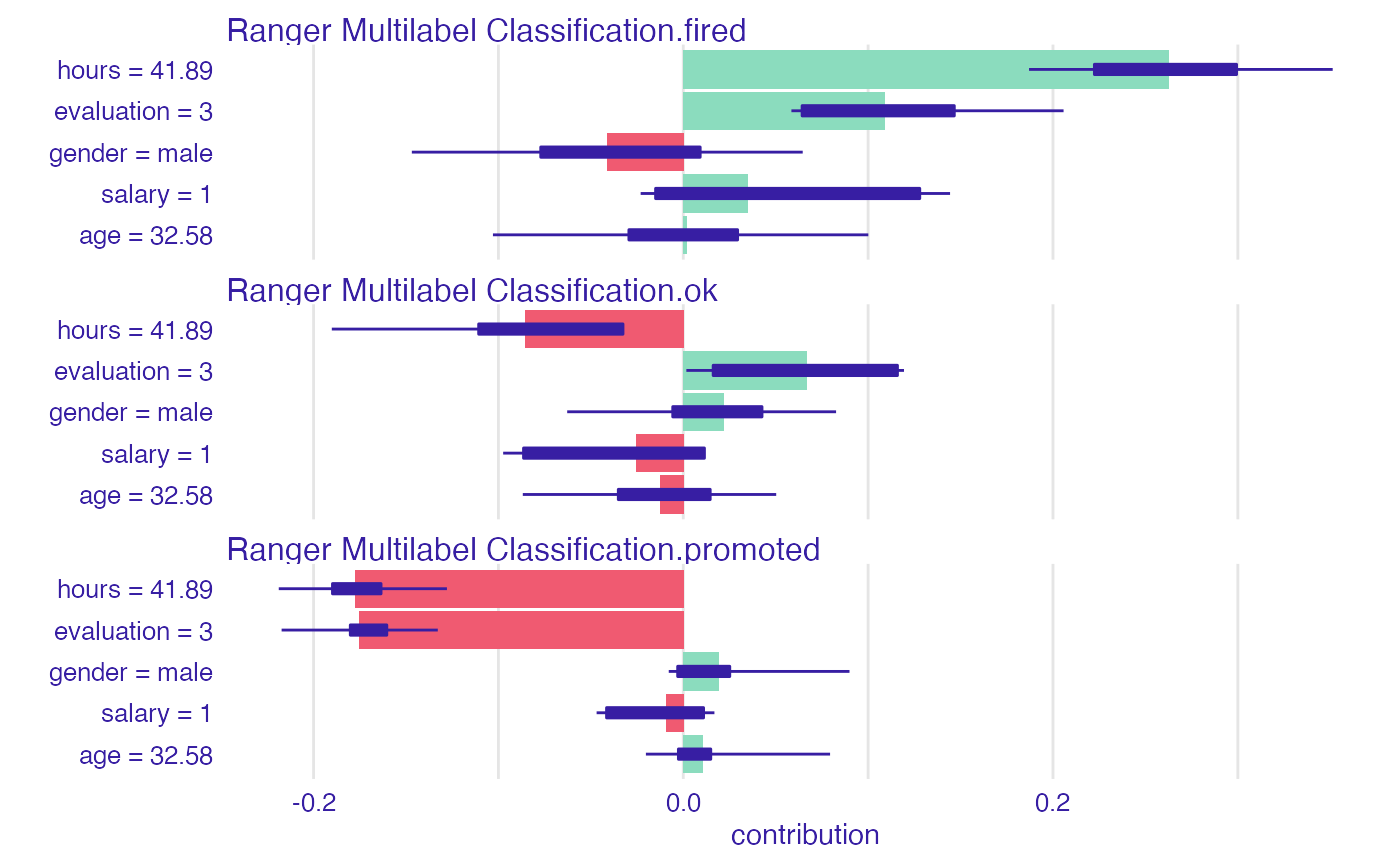 Ranger Multilabel Classification.fired
hours = 41.89
evaluation = 3
gender = male
salary = 1
age = 32.58
Ranger Multilabel Classification.ok
hours = 41.89
evaluation = 3
gender = male
salary = 1
age = 32.58
Ranger Multilabel Classification.promoted
hours = 41.89
evaluation = 3
gender = male
salary = 1
age = 32.58
-0.2 0.0 0.2
contribution